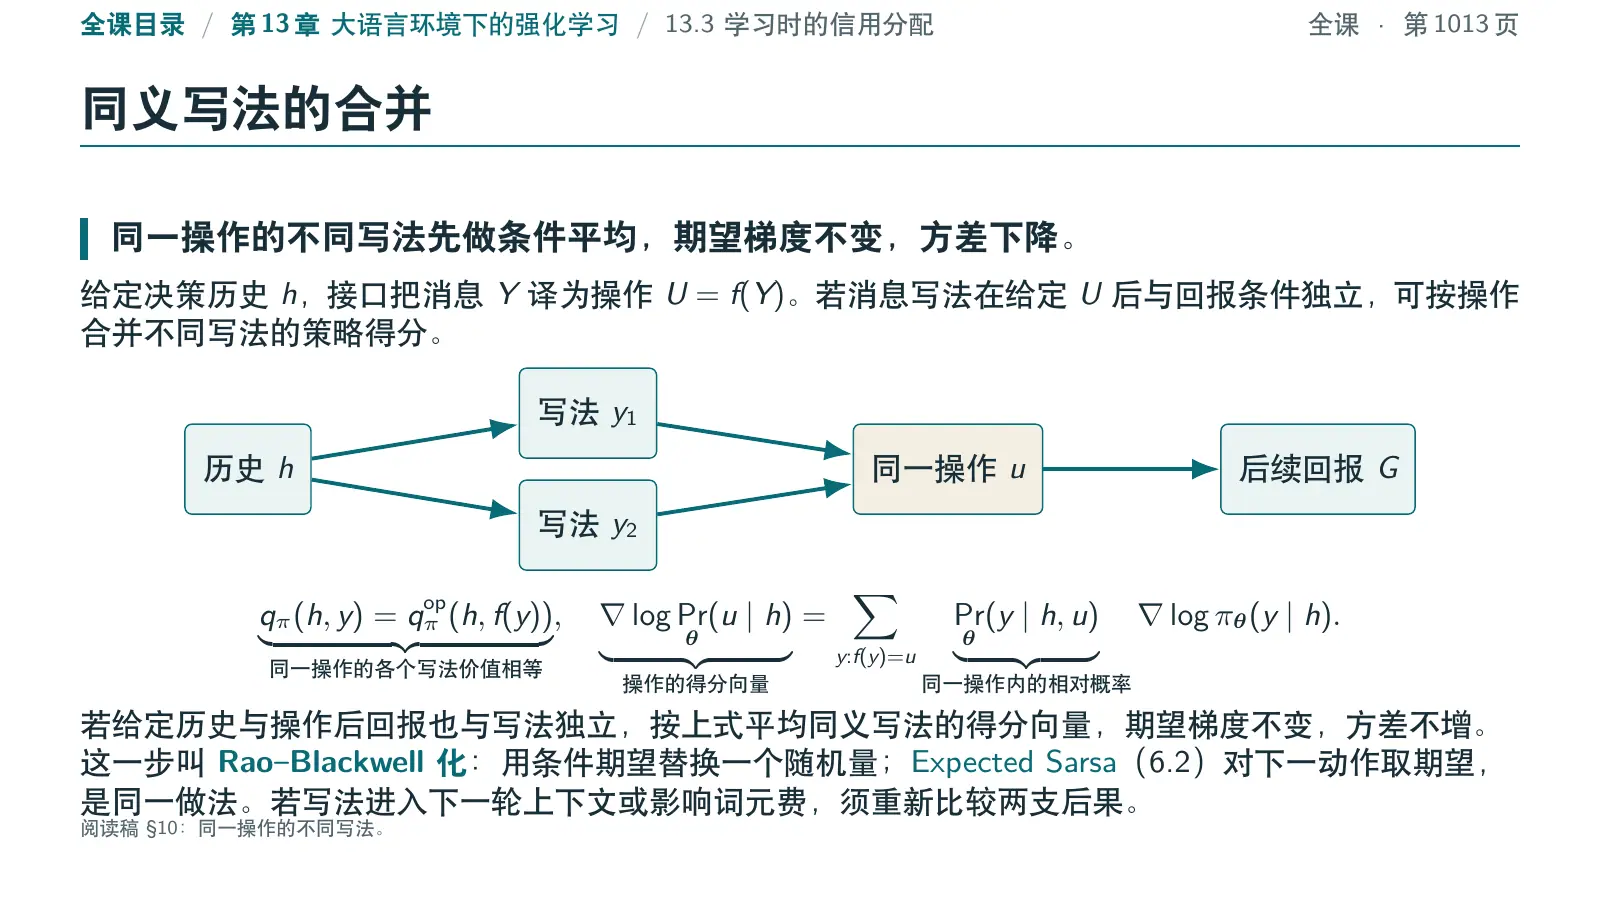 全课目录 / 第13章 大语言环境下的强化学习 / 13.3 学习时的信用分配
全课 · 第1013页
同义写法的合并
同一操作的不同写法先做条件平均，期望梯度不变，方差下降。
给定决策历史 h，接口把消息 Y 译为操作 U = f(Y)。若消息写法在给定 U 后与回报条件独立，可按操作
合并不同写法的策略得分。
写法 y₁
历史 h
同一操作 u
后续回报 G
写法 y₂
qπ(h, y) = qπ^op(h, f(y)), ∇ log Pr_θ(u | h) = ∑_{y:f(y)=u} Pr_θ(y | h, u) ∇ log π_θ(y | h).
同一操作的各个写法价值相等
操作的得分向量
同一操作内的相对概率
若给定历史与操作后回报也与写法独立，按上式平均同义写法的得分向量，期望梯度不变，方差不增。
这一步叫 Rao–Blackwell 化：用条件期望替换一个随机量；Expected Sarsa（6.2）对下一动作取期望，
是同一做法。若写法进入下一轮上下文或影响词元费，须重新比较两支后果。
阅读稿 §10：同一操作的不同写法。